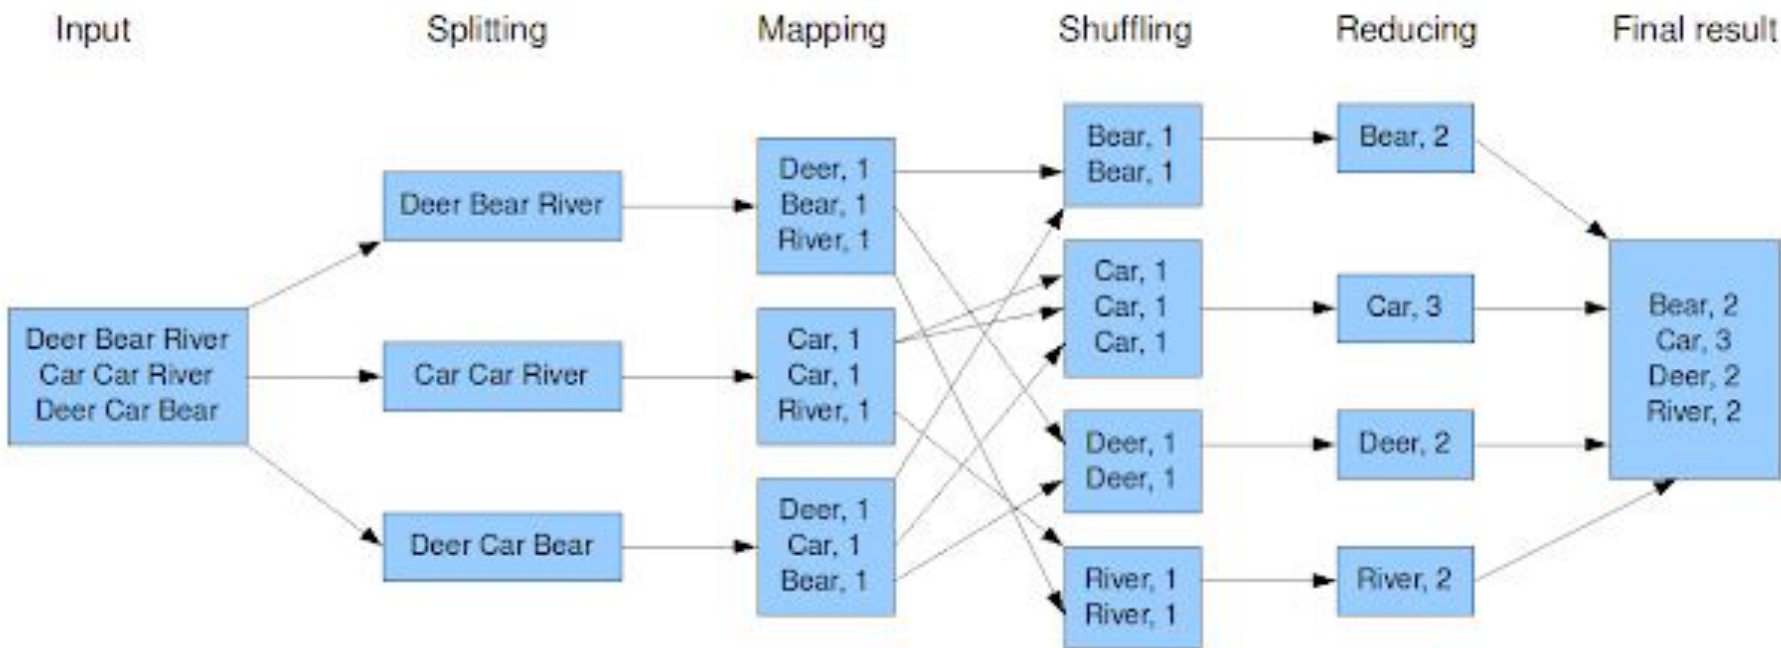 Input
Splitting
Mapping
Shuffling
Reducing
Final result
Deer Bear River
Car Car River
Deer Car Bear
Deer Bear River
Car Car River
Deer Car Bear
Deer, 1
Bear, 1
River, 1
Car, 1
Car, 1
River, 1
Deer, 1
Car, 1
Bear, 1
Bear, 1
Bear, 1
Car, 1
Car, 1
Car, 1
Deer, 1
Deer, 1
River, 1
River, 1
Bear, 2
Car, 3
Deer, 2
River, 2
Bear, 2
Car, 3
Deer, 2
River, 2